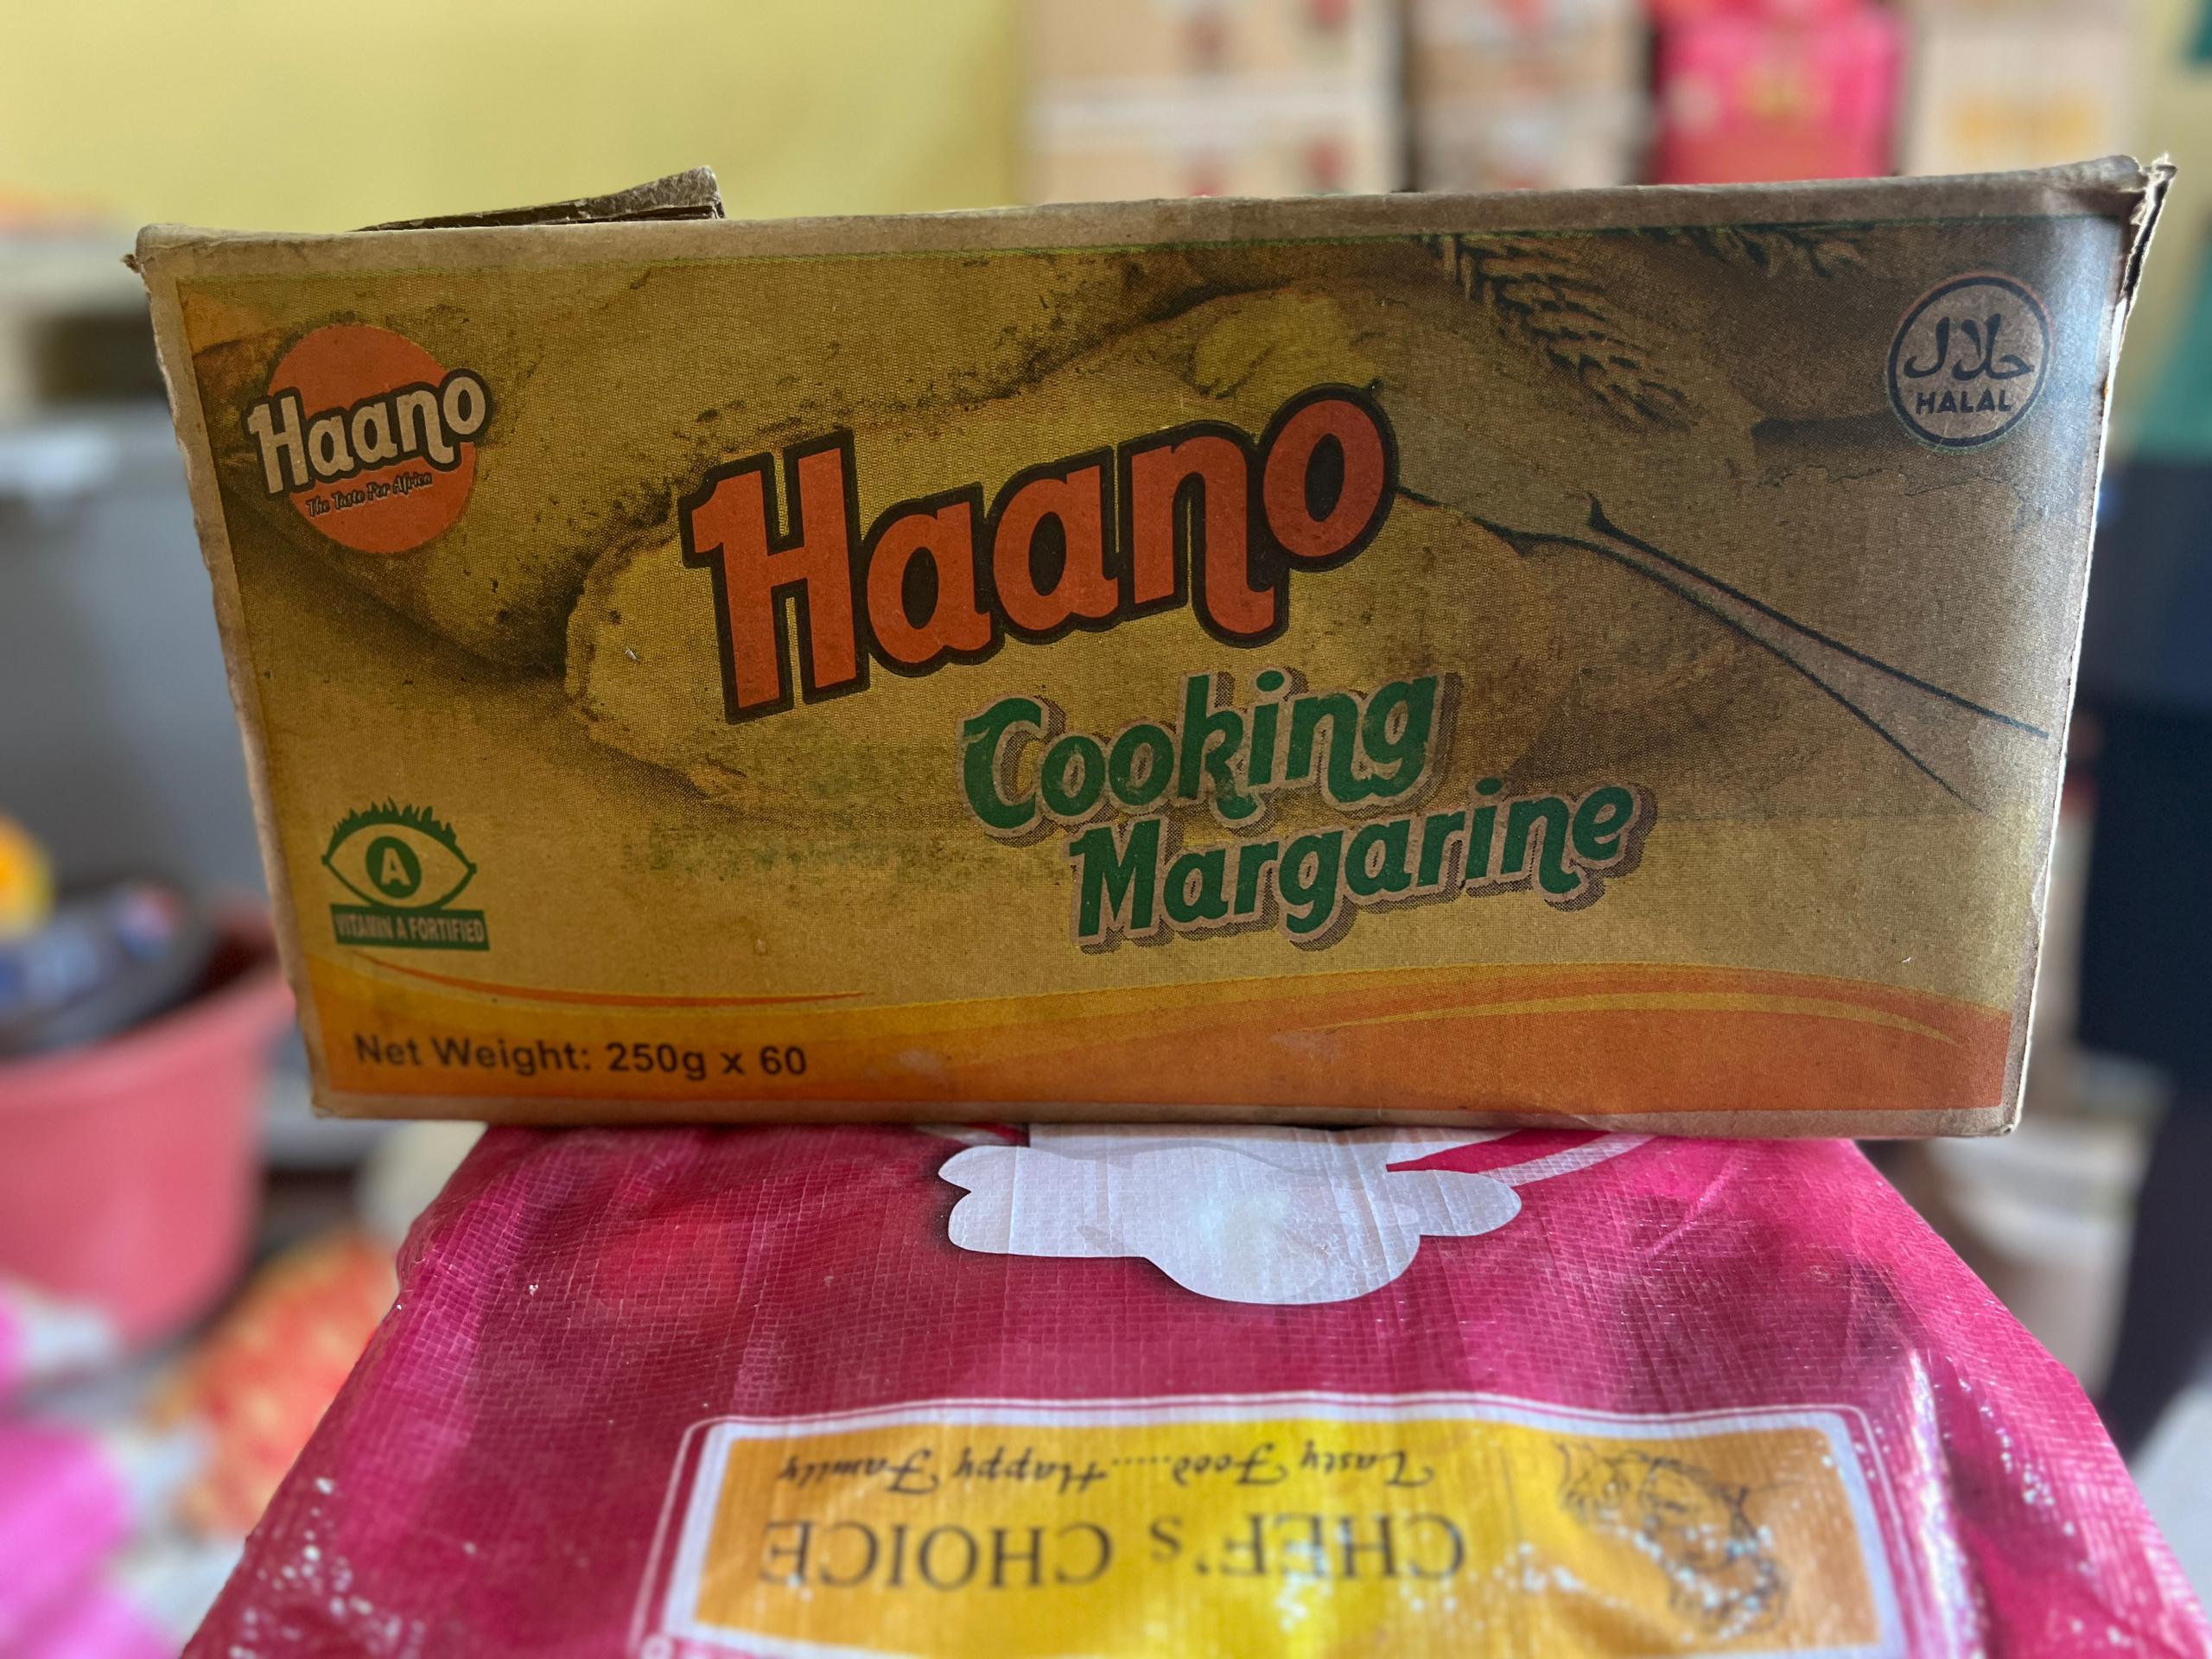 Haano
The Taste For Africa
حلال
HALAL
Haano
Cooking
Margarine
A
VITAMIN A FORTIFIED
Net Weight: 250g x 60
CHEF's CHOICE
Tasty Food.....Happy Family